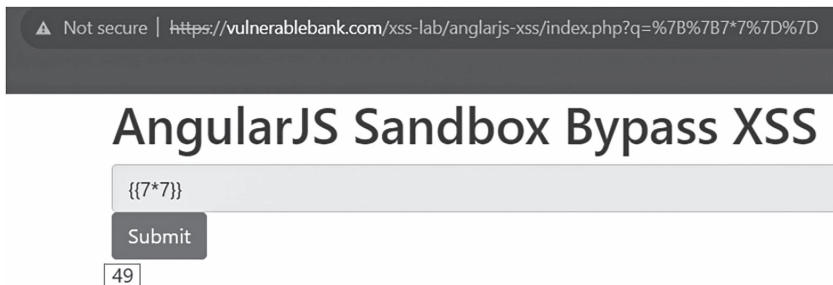 Not secure | https://vulnerablebank.com/xss-lab/anglarjs-xss/index.php?q=%7B%7B7*7%7D%7D
AngularJS Sandbox Bypass XSS
{{7*7}}
Submit
49